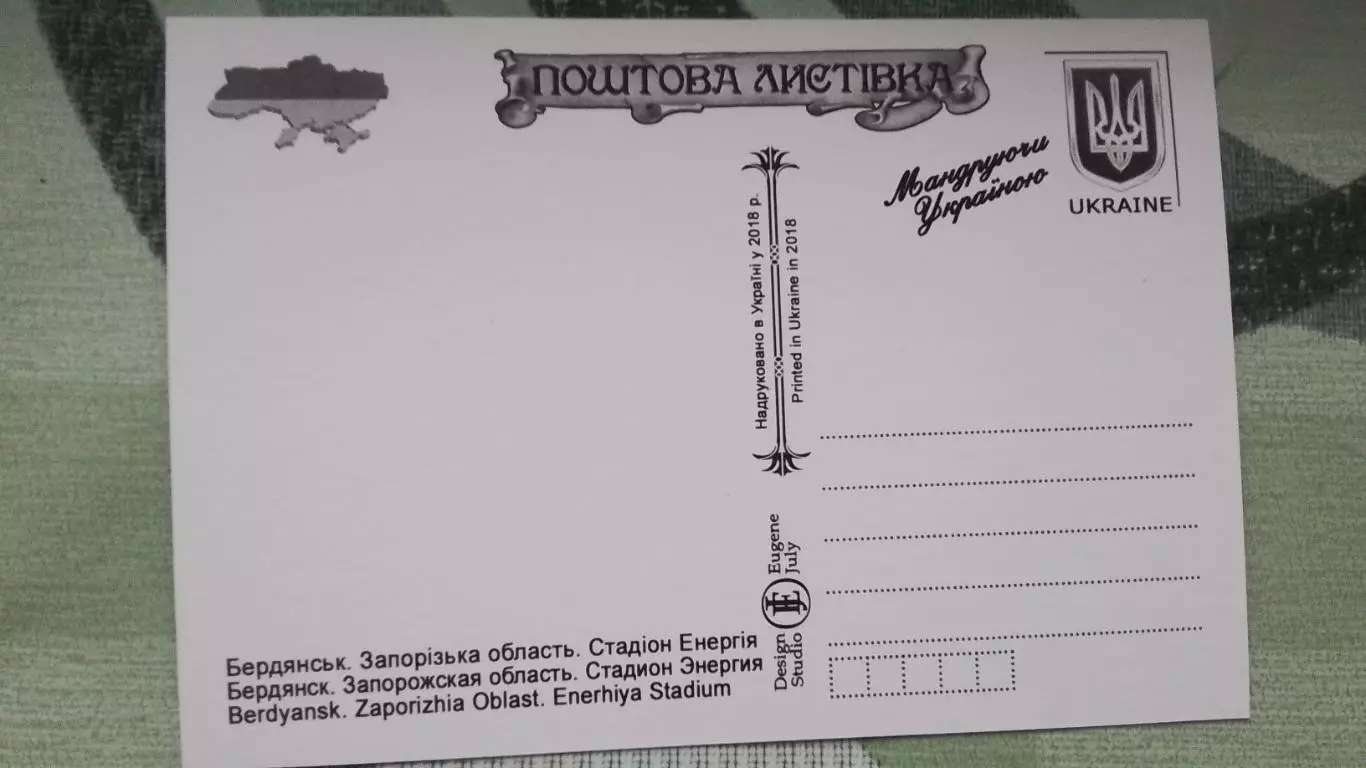 ПОШТОВА ЛИСТІВКА
Мандруючи
Україною
UKRAINE
Надруковано в Україні у 2018 р.
Printed in Ukraine in 2018
Design Studio
Eugene July
Бердянськ. Запорізька область. Стадіон Енергія
Бердянск. Запорожская область. Стадион Энергия
Berdyansk. Zaporizhia Oblast. Enerhiya Stadium